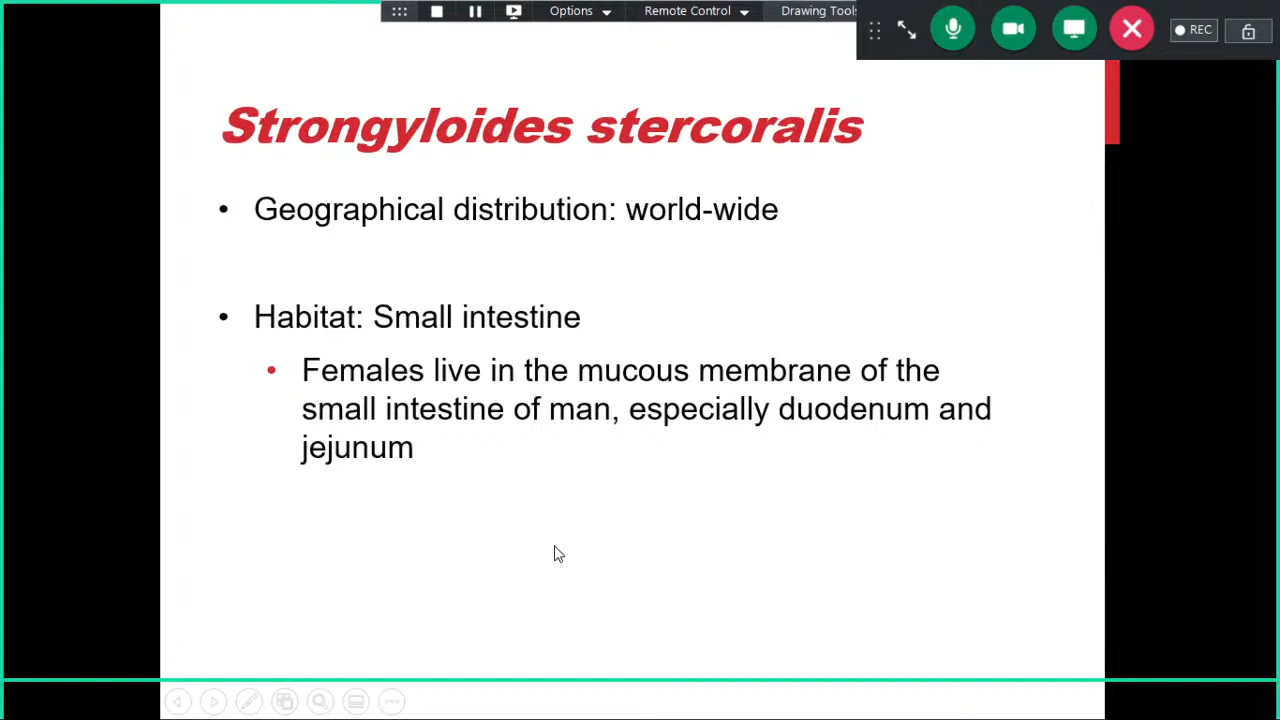 Options
Remote Control
Drawing Tools
REC
Strongyloides stercoralis
• Geographical distribution: world-wide
• Habitat: Small intestine
• Females live in the mucous membrane of the
small intestine of man, especially duodenum and
jejunum